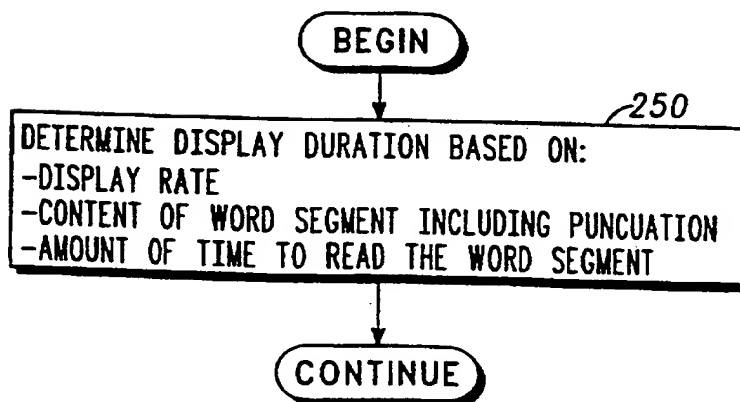 BEGIN
250
DETERMINE DISPLAY DURATION BASED ON:
-DISPLAY RATE
-CONTENT OF WORD SEGMENT INCLUDING PUNCUATION
-AMOUNT OF TIME TO READ THE WORD SEGMENT
CONTINUE